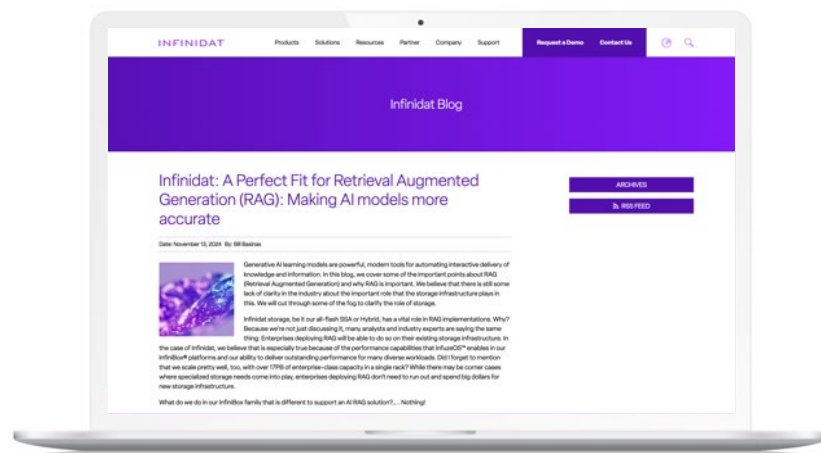 INFINIDAT
Products Solutions Resources Partner Company Support Request a Demo Contact Us
Infinidat Blog
Infinidat: A Perfect Fit for Retrieval Augmented
Generation (RAG): Making AI models more
accurate
ARCHIVES
RSS FEED
Date: November 13, 2024 By: Bill Basinas
Generative AI learning models are powerful, modern tools for automating interactive delivery of
knowledge and information. In this blog, we cover some of the important points about RAG
(Retrieval Augmented Generation) and why RAG is important. We believe that there is still some
lack of clarity in the industry about the important role that the storage infrastructure plays in
this. We will cut through some of the fog to clarify the role of storage.
Infinidat storage, be it our all-flash SSA or Hybrid, has a vital role in RAG implementations. Why?
Because we're not just discussing it, many analysts and industry experts are saying the same
thing: Enterprises deploying RAG will be able to do so on their existing storage infrastructure. In
the case of Infinidat, we believe that is especially true because of the performance capabilities that InfuzeOS™ enables in our
InfiniBox® platforms and our ability to deliver outstanding performance for many diverse workloads. Did I forget to mention
that we scale pretty well, too, with over 17PB of enterprise-class capacity in a single rack? While there may be corner cases
where specialized storage needs come into play, enterprises deploying RAG don't need to run out and spend big dollars for
new storage infrastructure.
What do we do in our InfiniBox family that is different to support an AI RAG solution?,... Nothing!